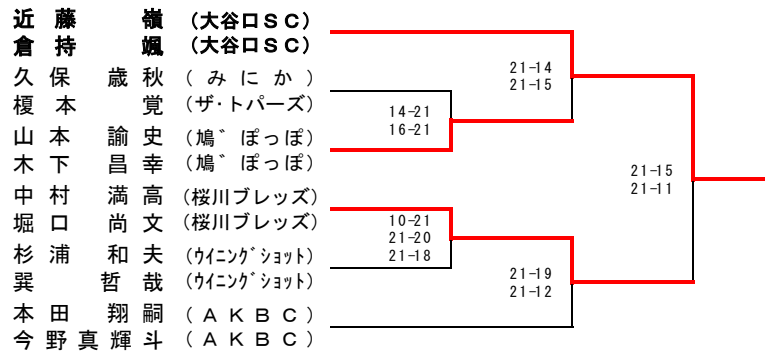 近藤 嶺 (大谷口SC)
倉持 颯 (大谷口SC)
久保 歳秋 (みにか)
榎本 覚 (ザ・トパーズ)
山本 諭史 (鳩゛ぽっぽ)
木下 昌幸 (鳩゛ぽっぽ)
中村 満高 (桜川ブレッズ)
堀口 尚文 (桜川ブレッズ)
杉浦 和夫 (ウイニングショット)
巽 哲哉 (ウイニングショット)
本田 翔嗣 (AKBC)
今野真輝斗 (AKBC)
14-21
16-21
10-21
21-20
21-18
21-14
21-15
21-19
21-12
21-15
21-11